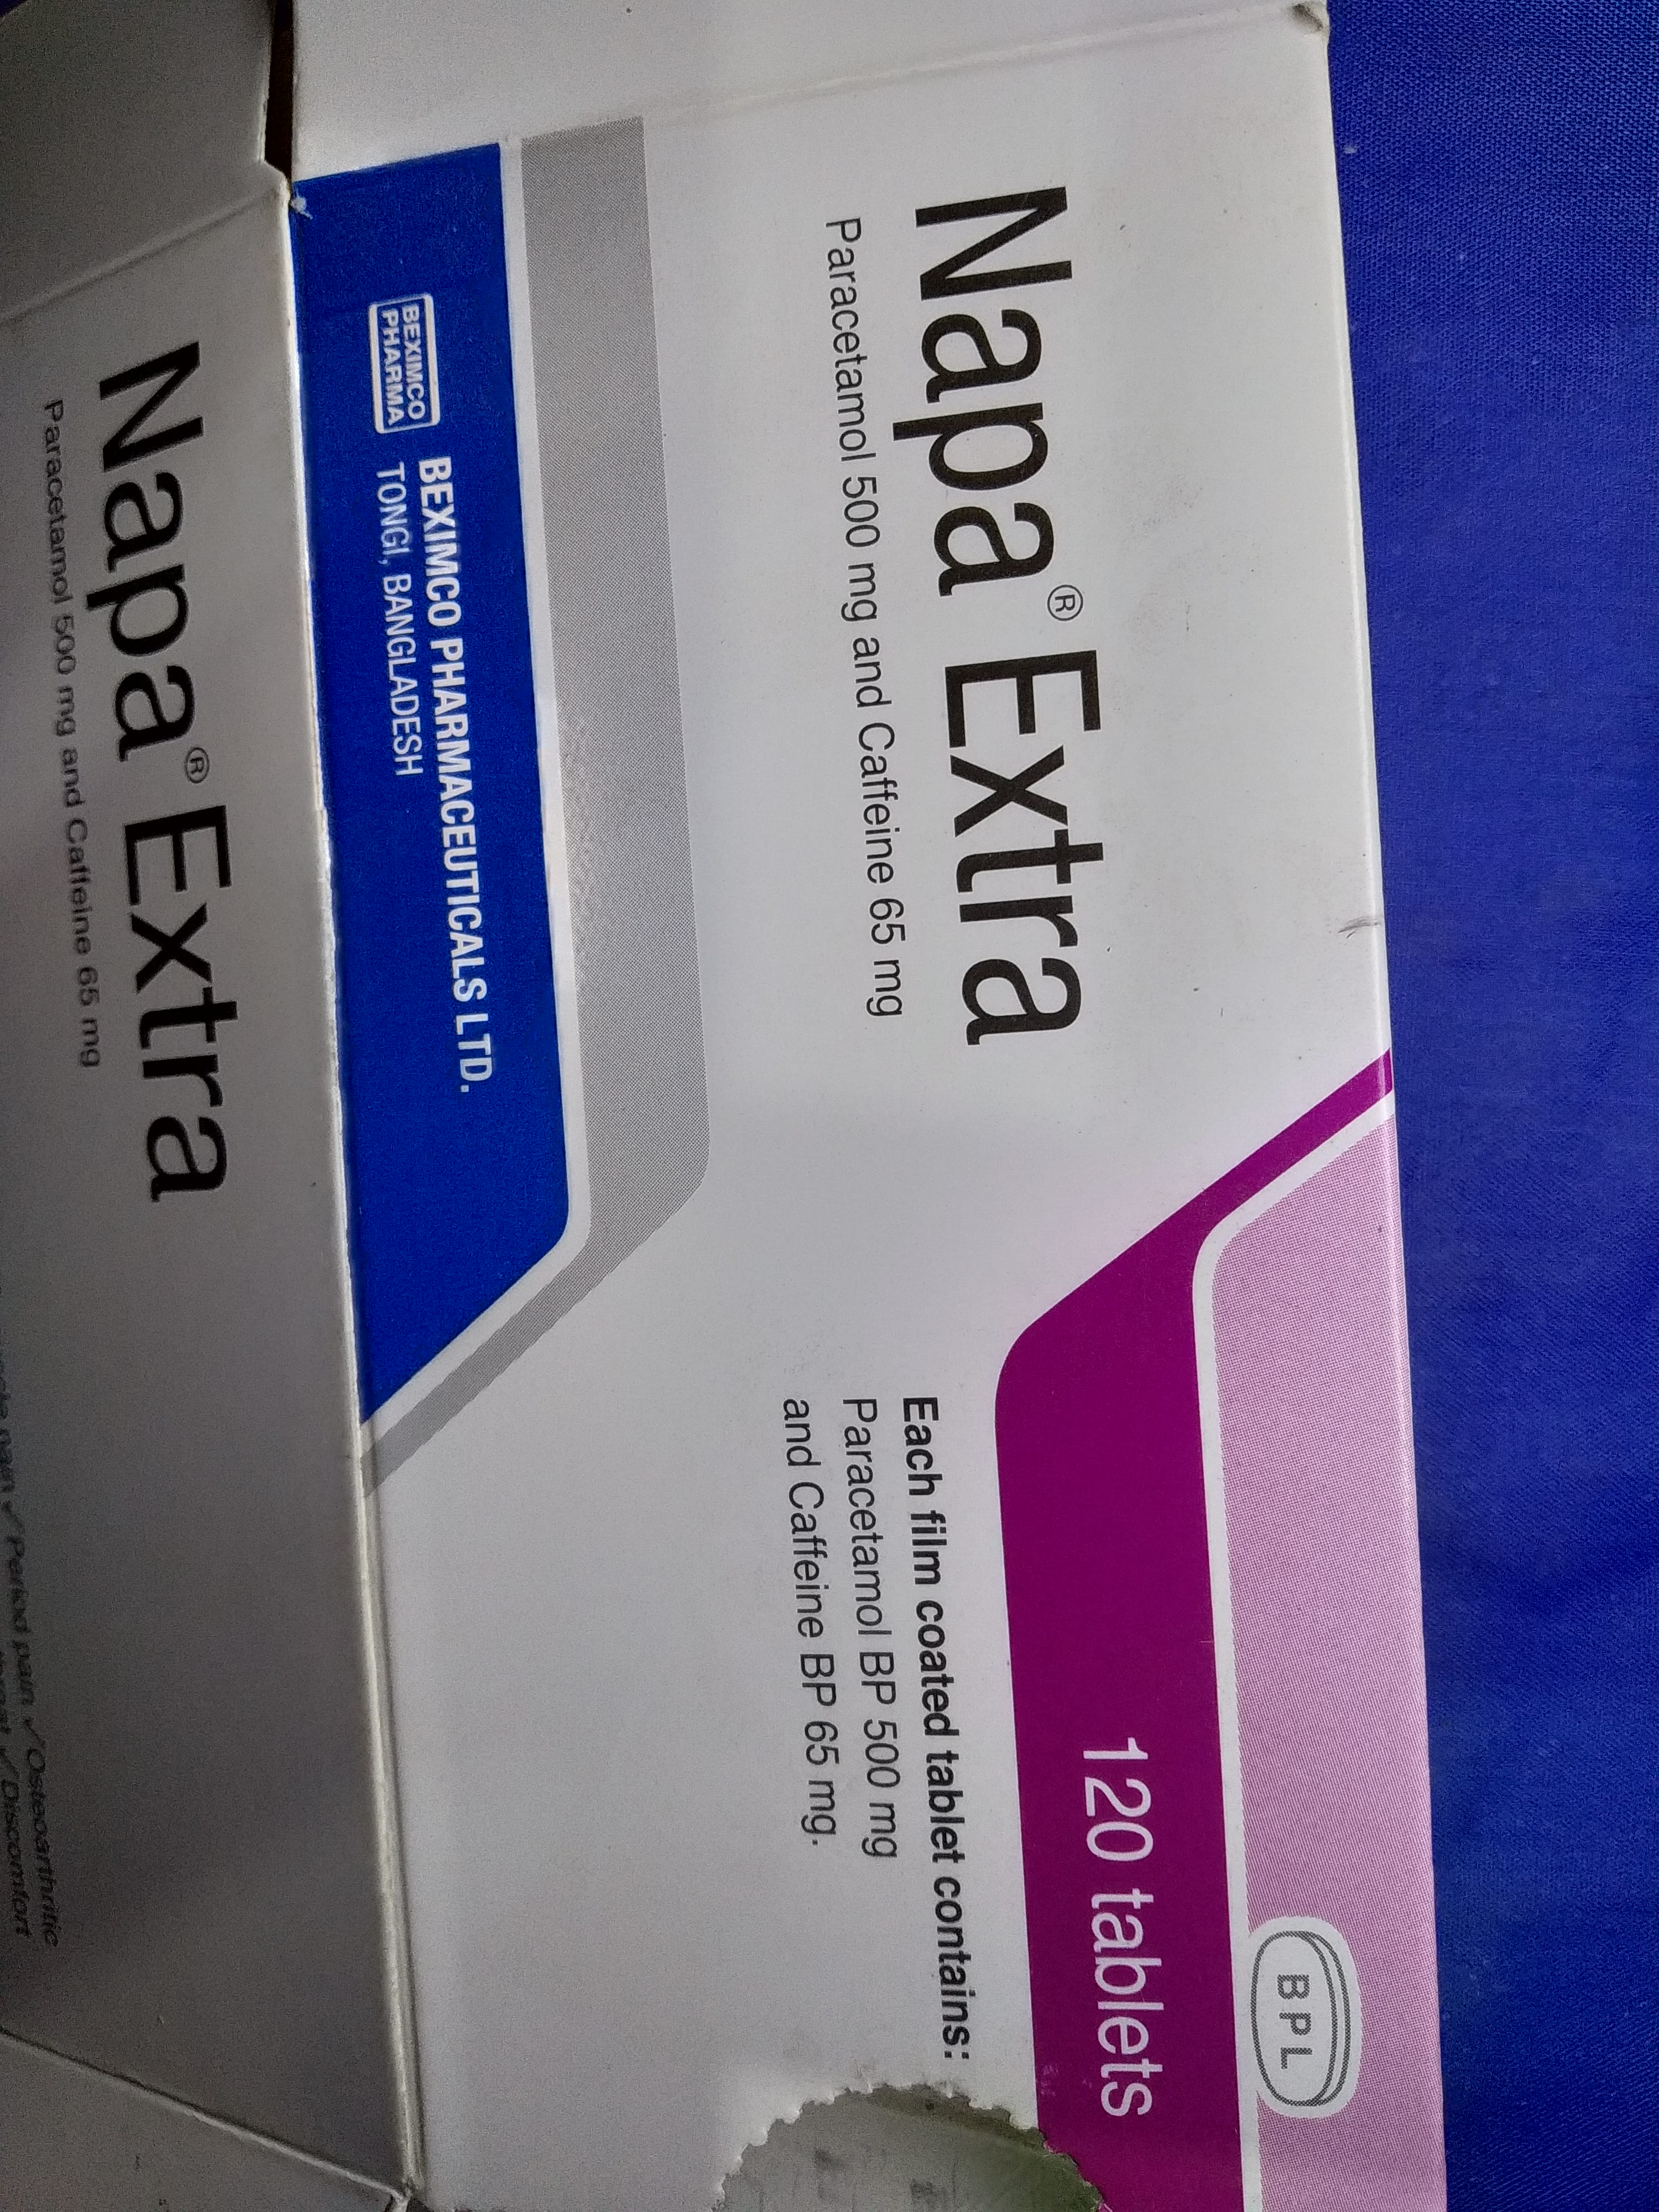 BPL
120 tablets
Napa® Extra
Paracetamol 500 mg and Caffeine 65 mg
Each film coated tablet contains:
Paracetamol BP 500 mg
and Caffeine BP 65 mg.
BEXIMCO
PHARMA
BEXIMCO PHARMACEUTICALS LTD.
TONGI, BANGLADESH
Napa® Extra
Paracetamol 500 mg and Caffeine 65 mg
pain ✓Period pain ✓Osteoarthritic
✓Discomfort